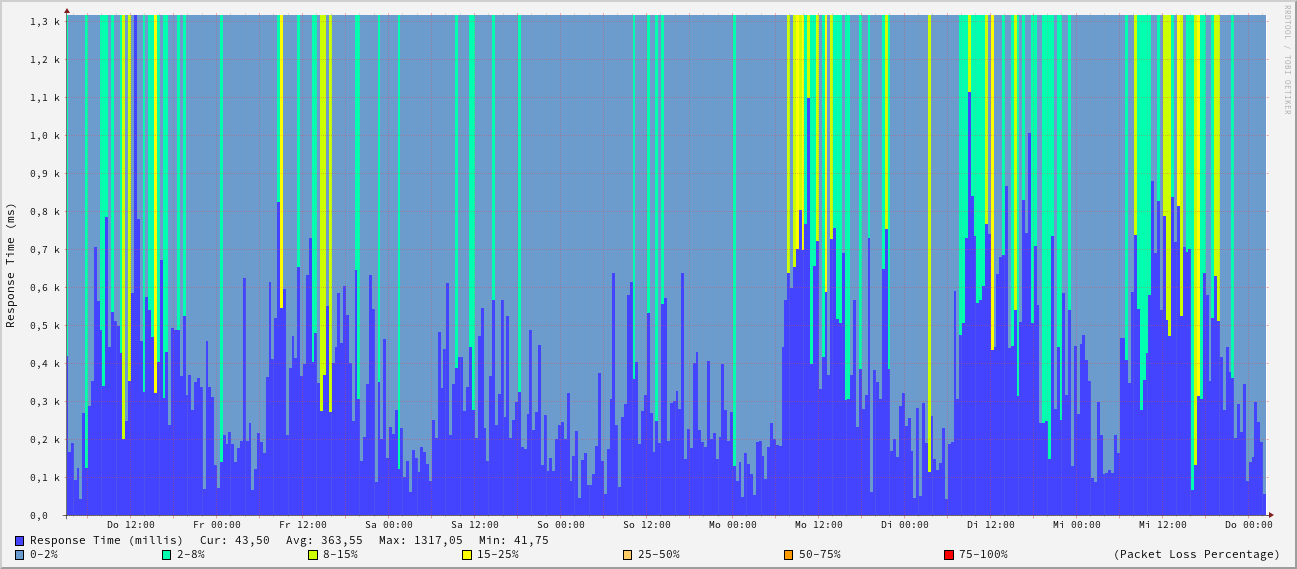 RRDTOOL / TOBI OETIKER
Response Time (ms)
1,3 k
1,2 k
1,1 k
1,0 k
0,9 k
0,8 k
0,7 k
0,6 k
0,5 k
0,4 k
0,3 k
0,2 k
0,1 k
0,0
Do 12:00 Fr 00:00 Fr 12:00 Sa 00:00 Sa 12:00 So 00:00 So 12:00 Mo 00:00 Mo 12:00 Di 00:00 Di 12:00 Mi 00:00 Mi 12:00 Do 00:00
Response Time (millis) Cur: 43,50 Avg: 363,55 Max: 1317,05 Min: 41,75
0-2% 2-8% 8-15% 15-25% 25-50% 50-75% 75-100% (Packet Loss Percentage)